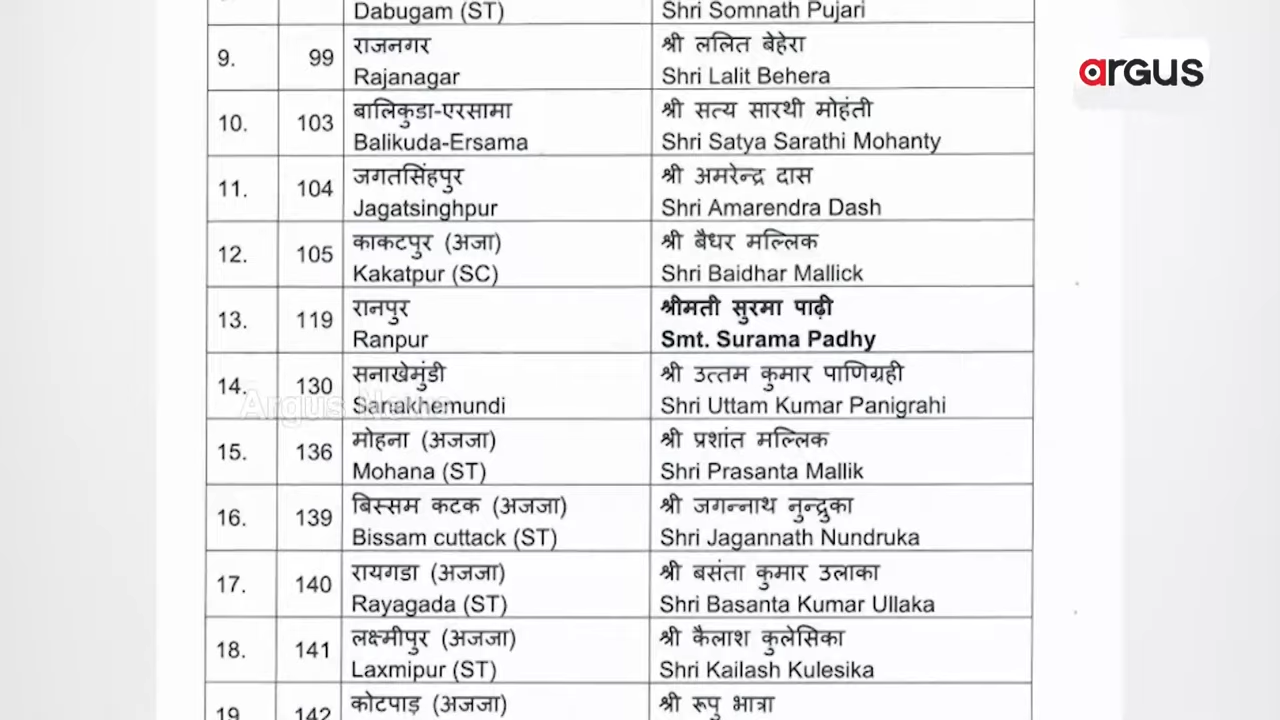 Dabugam (ST) Shri Somnath Pujari
9. 99 राजनगर श्री ललित बेहेरा
Rajanagar Shri Lalit Behera
10. 103 बालिकुडा-एरसामा श्री सत्य सारथी मोहंती
Balikuda-Ersama Shri Satya Sarathi Mohanty
11. 104 जगतसिंहपुर श्री अमरेन्द्र दास
Jagatsinghpur Shri Amarendra Dash
12. 105 काकटपुर (अजा) श्री बैधर मल्लिक
Kakatpur (SC) Shri Baidhar Mallick
13. 119 रानपुर श्रीमती सुरमा पाढ़ी
Ranpur Smt. Surama Padhy
14. 130 सनाखेमुंडी श्री उत्तम कुमार पाणिग्रही
Sanakhemundi Shri Uttam Kumar Panigrahi
15. 136 मोहना (अजजा) श्री प्रशांत मल्लिक
Mohana (ST) Shri Prasanta Mallik
16. 139 बिस्सम कटक (अजजा) श्री जगन्नाथ नुन्द्रुका
Bissam cuttack (ST) Shri Jagannath Nundruka
17. 140 रायगडा (अजजा) श्री बसंता कुमार उलाका
Rayagada (ST) Shri Basanta Kumar Ullaka
18. 141 लक्ष्मीपुर (अजजा) श्री कैलाश कुलेसिका
Laxmipur (ST) Shri Kailash Kulesika
19 142 कोटपाड़ (अजजा) श्री रूपु भात्रा
argus
Argus News